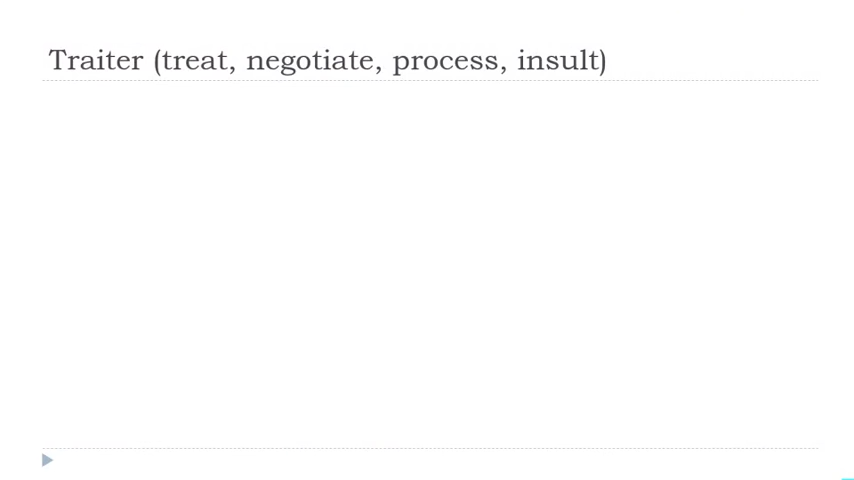 Traiter (treat, negotiate, process, insult)